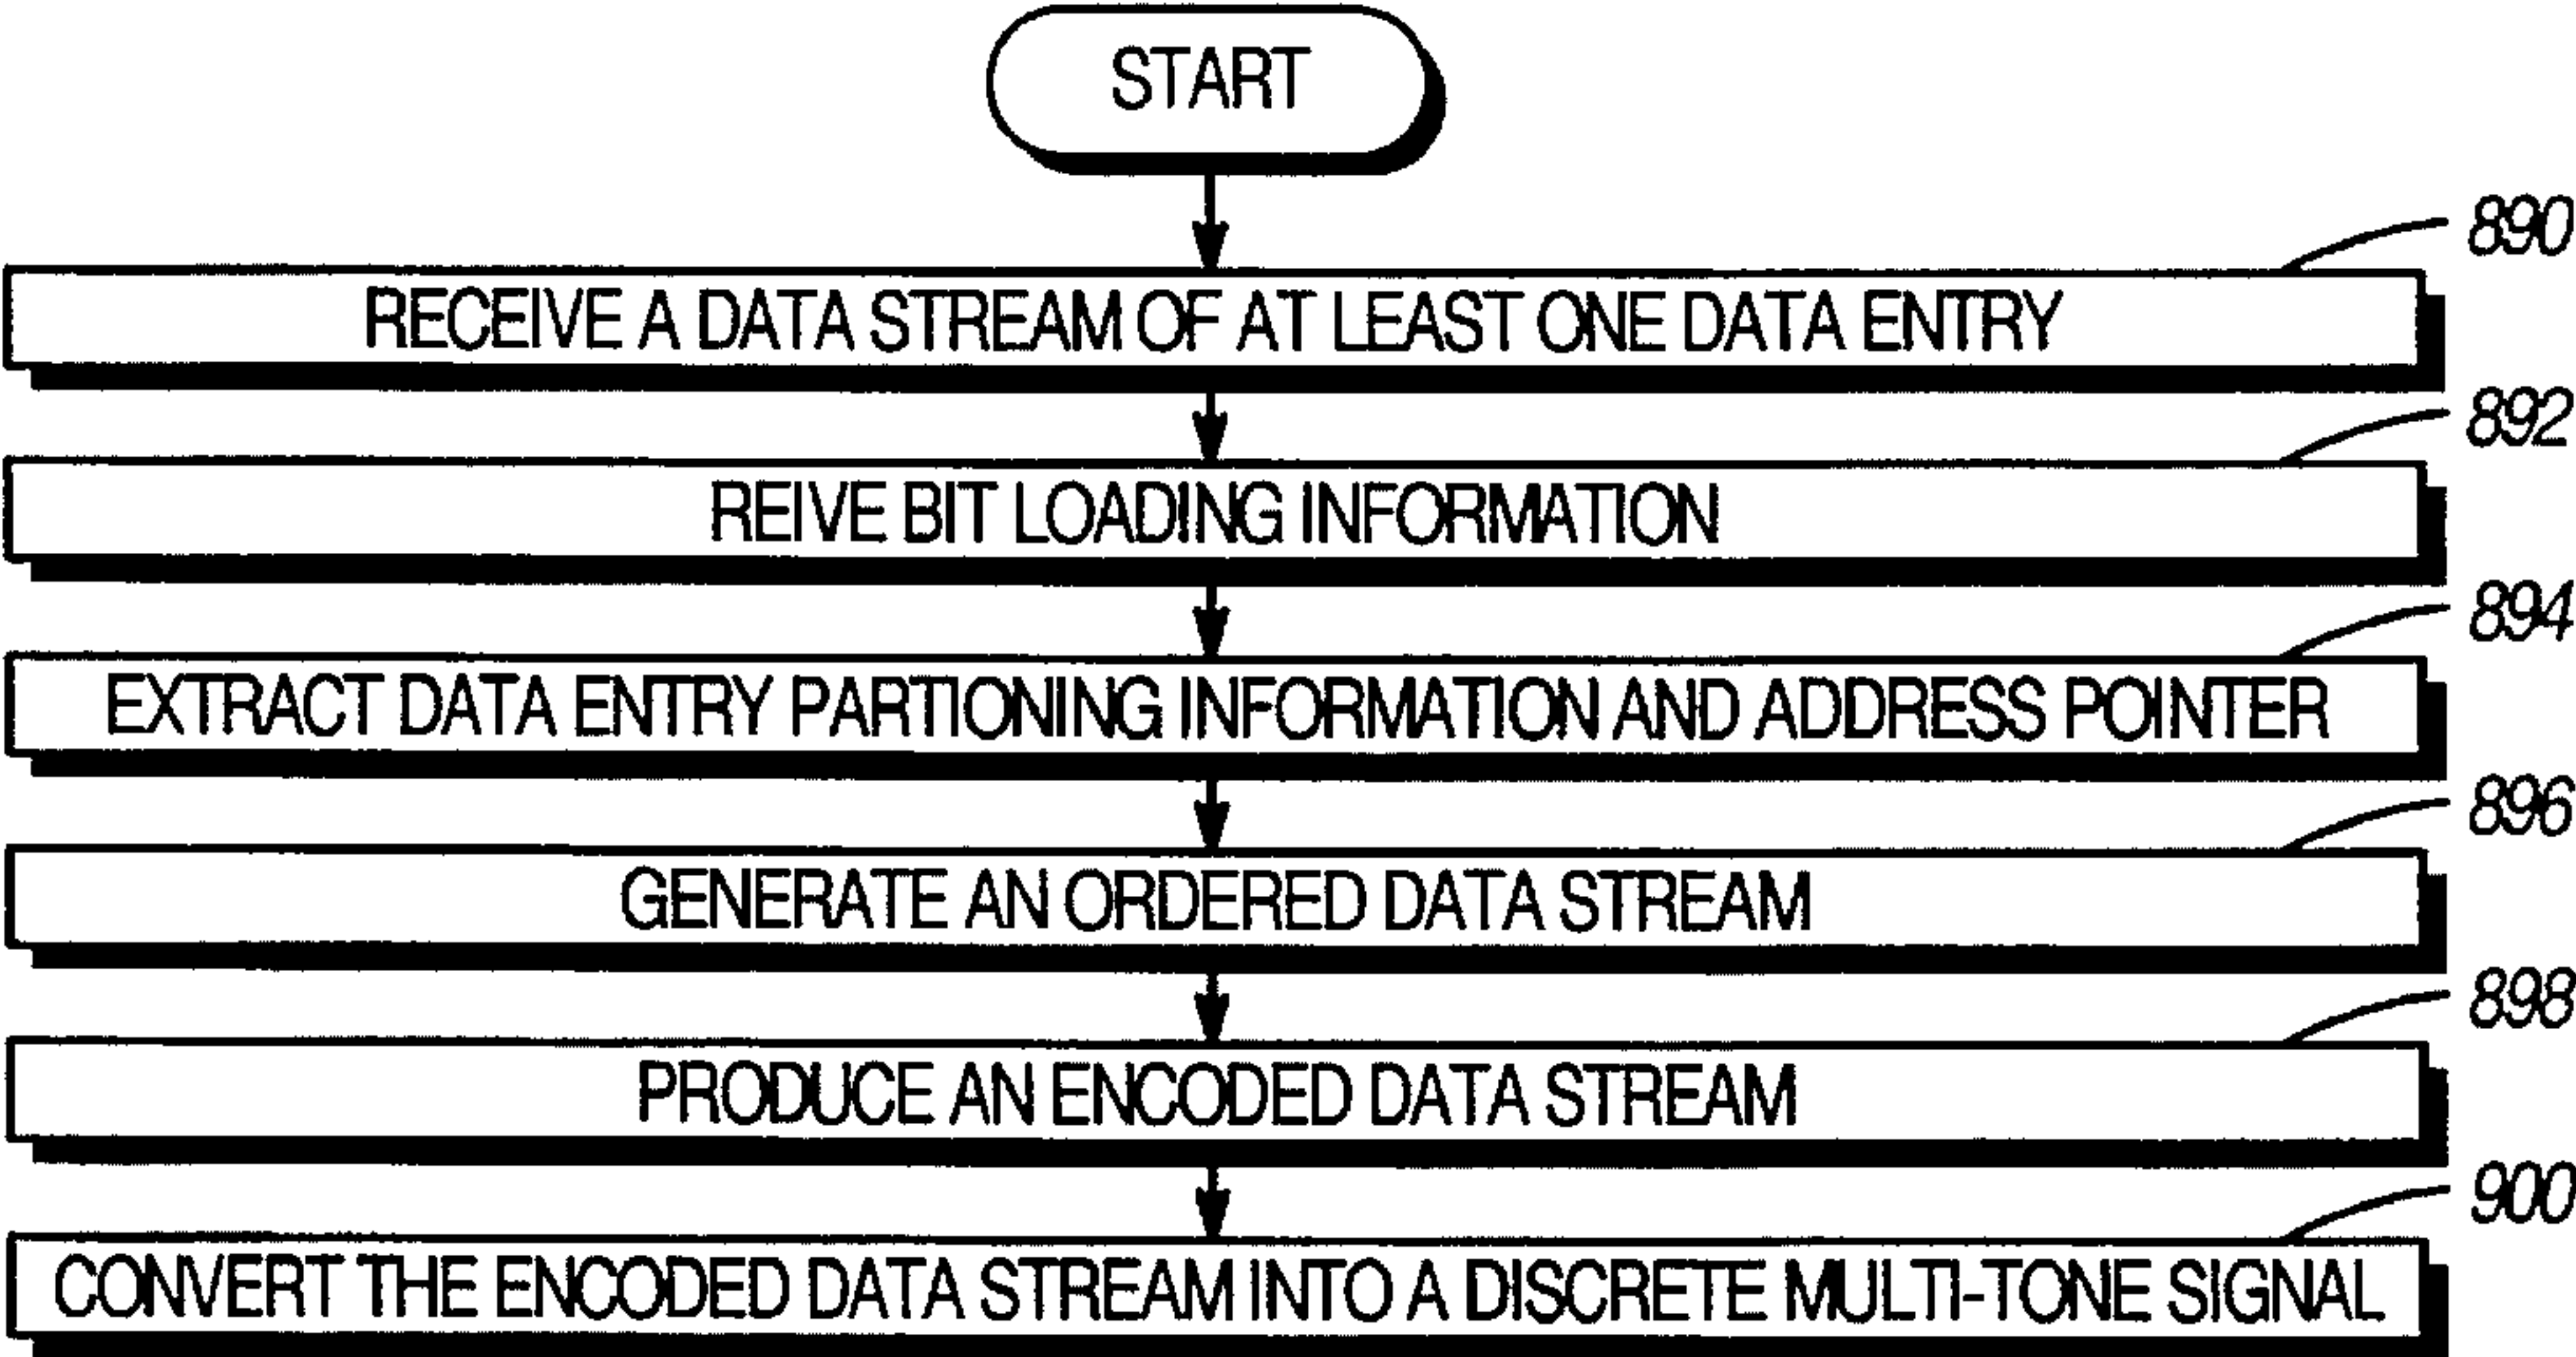 START
890
RECEIVE A DATA STREAM OF AT LEAST ONE DATA ENTRY
892
REIVE BIT LOADING INFORMATION
894
EXTRACT DATA ENTRY PARTIONING INFORMATION AND ADDRESS POINTER
896
GENERATE AN ORDERED DATA STREAM
898
PRODUCE AN ENCODED DATA STREAM
900
CONVERT THE ENCODED DATA STREAM INTO A DISCRETE MULTI-TONE SIGNAL